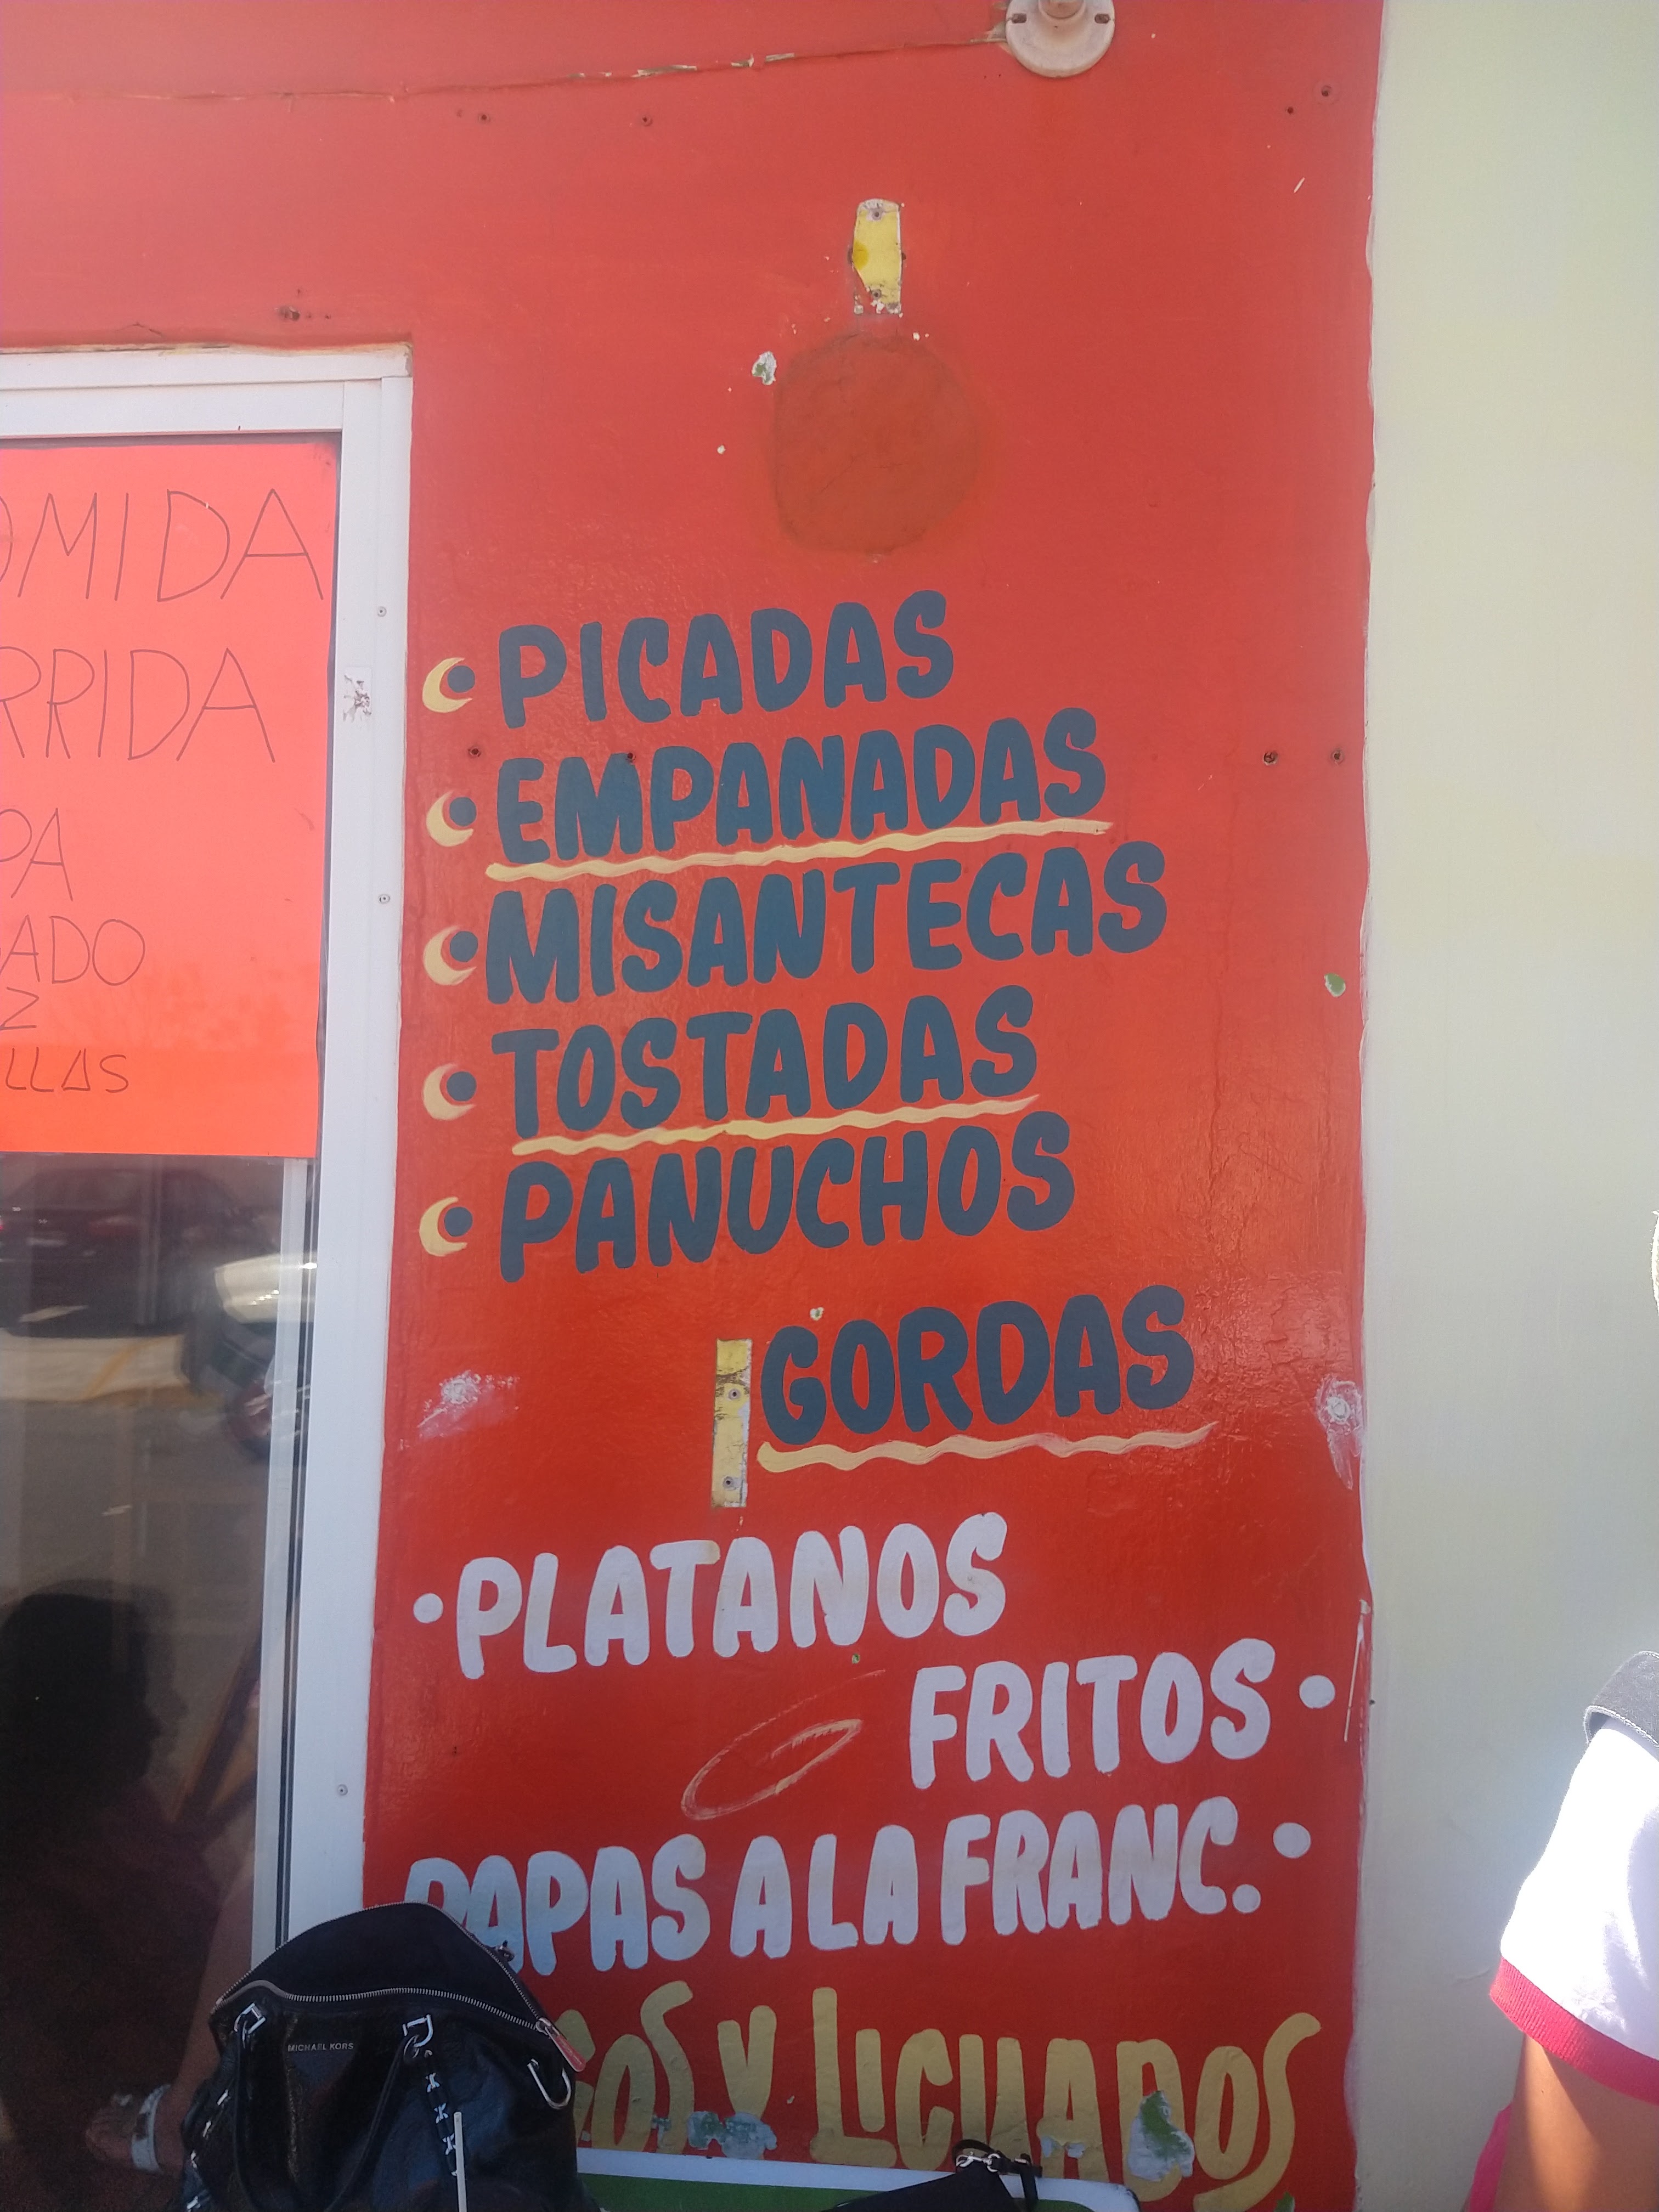 OMIDA
RRIDA
PA
ADO
Z
LLAS
PICADAS
EMPANADAS
MISANTECAS
TOSTADAS
PANUCHOS
GORDAS
PLATANOS
FRITOS
PAPAS A LA FRANC.
GOS Y LICUADOS
MICHAEL KORS